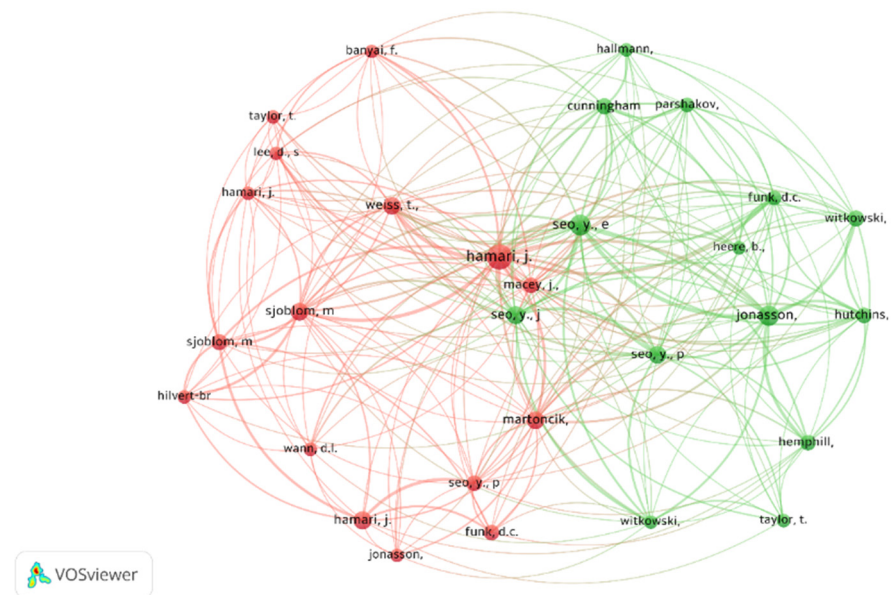 banyai, f.
hallmann,
cunningham
parshakov,
taylor, t.
lee, d., s
hamari, j.
weiss, t.,
funk, d.c.
witkowski,
seo, y., e
heere, b.,
hamari, j.
macey, j.,
sjoblom, m
seo, y., j
jonasson,
hutchins,
sjoblom, m
seo, y., p
hilvert-br
martoncik,
wann, d.l.
hemphill,
seo, y., p
hamari, j.
funk, d.c.
witkowski,
taylor, t.
jonasson,
VOSviewer